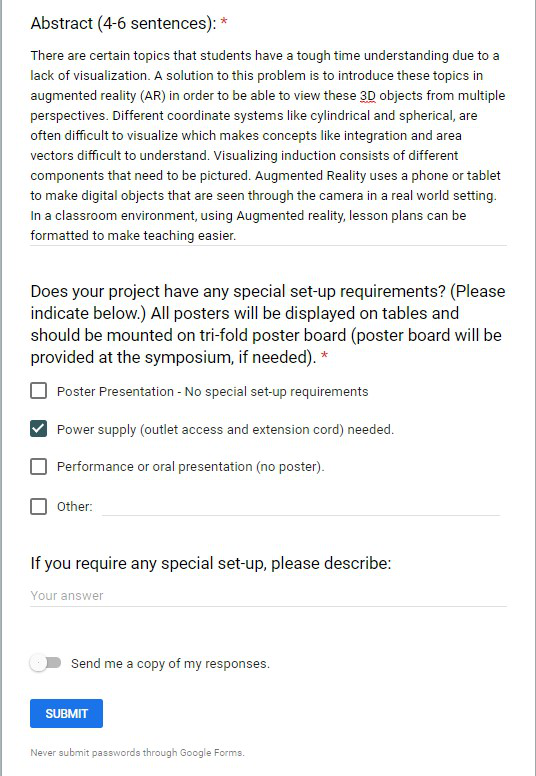 Abstract (4-6 sentences): *
There are certain topics that students have a tough time understanding due to a
lack of visualization. A solution to this problem is to introduce these topics in
augmented reality (AR) in order to be able to view these 3D objects from multiple
perspectives. Different coordinate systems like cylindrical and spherical, are
often difficult to visualize which makes concepts like integration and area
vectors difficult to understand. Visualizing induction consists of different
components that need to be pictured. Augmented Reality uses a phone or tablet
to make digital objects that are seen through the camera in a real world setting.
In a classroom environment, using Augmented reality, lesson plans can be
formatted to make teaching easier.
Does your project have any special set-up requirements? (Please
indicate below.) All posters will be displayed on tables and
should be mounted on tri-fold poster board (poster board will be
provided at the symposium, if needed). *
Poster Presentation - No special set-up requirements
Power supply (outlet access and extension cord) needed.
Performance or oral presentation (no poster).
Other:
If you require any special set-up, please describe:
Your answer
Send me a copy of my responses.
SUBMIT
Never submit passwords through Google Forms.